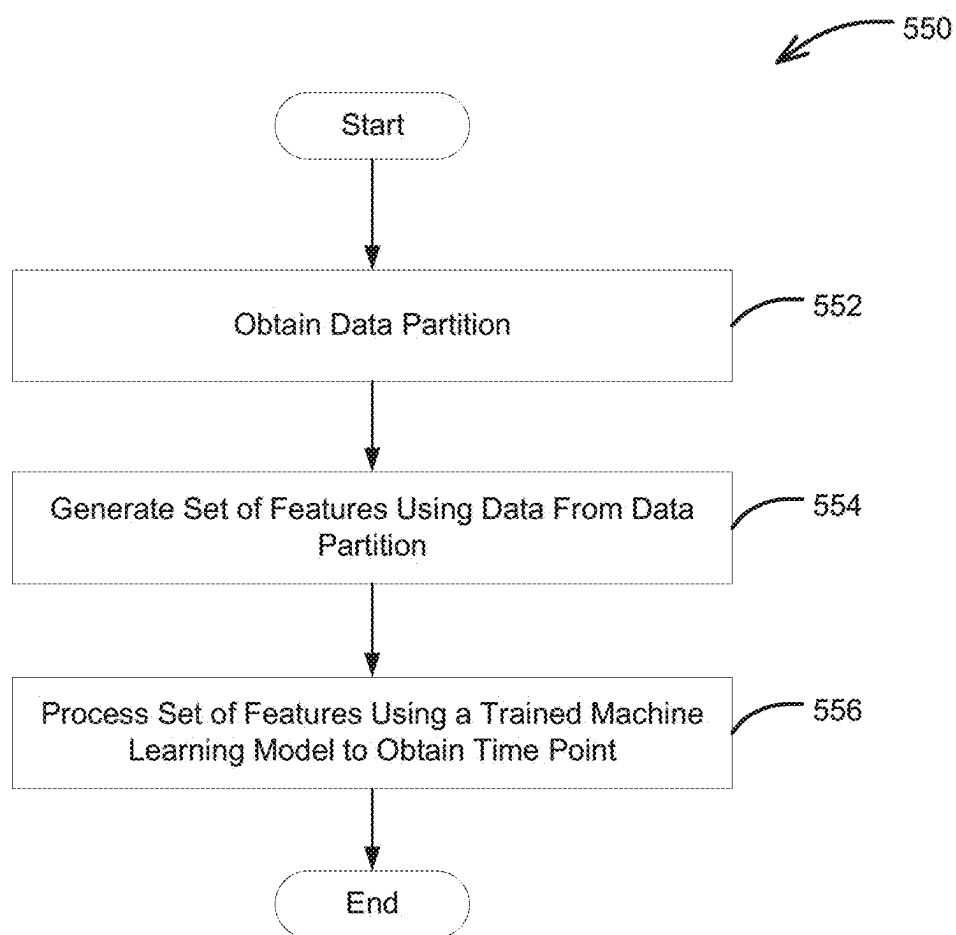 550
Start
Obtain Data Partition
552
Generate Set of Features Using Data From Data
Partition
554
Process Set of Features Using a Trained Machine
Learning Model to Obtain Time Point
556
End